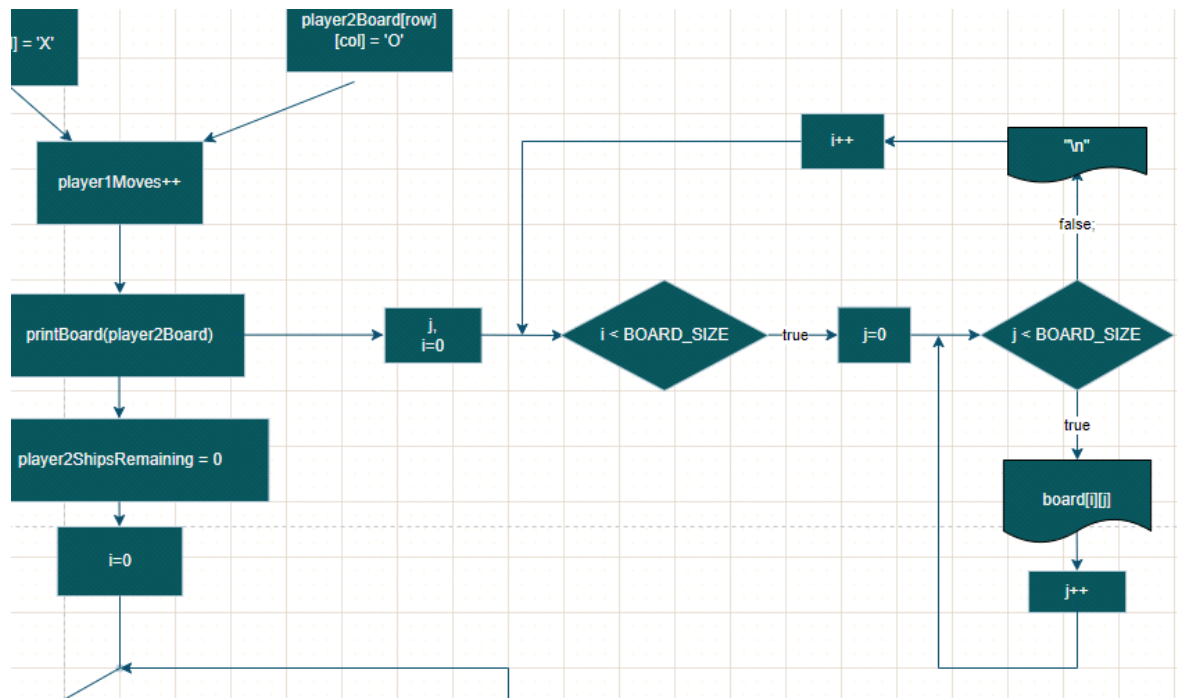 ] = 'X'
player2Board[row]
[col] = 'O'
i++
"\n"
player1Moves++
false;
printBoard(player2Board)
j,
i=0
i < BOARD_SIZE
true
j=0
j < BOARD_SIZE
true
player2ShipsRemaining = 0
board[i][j]
i=0
j++